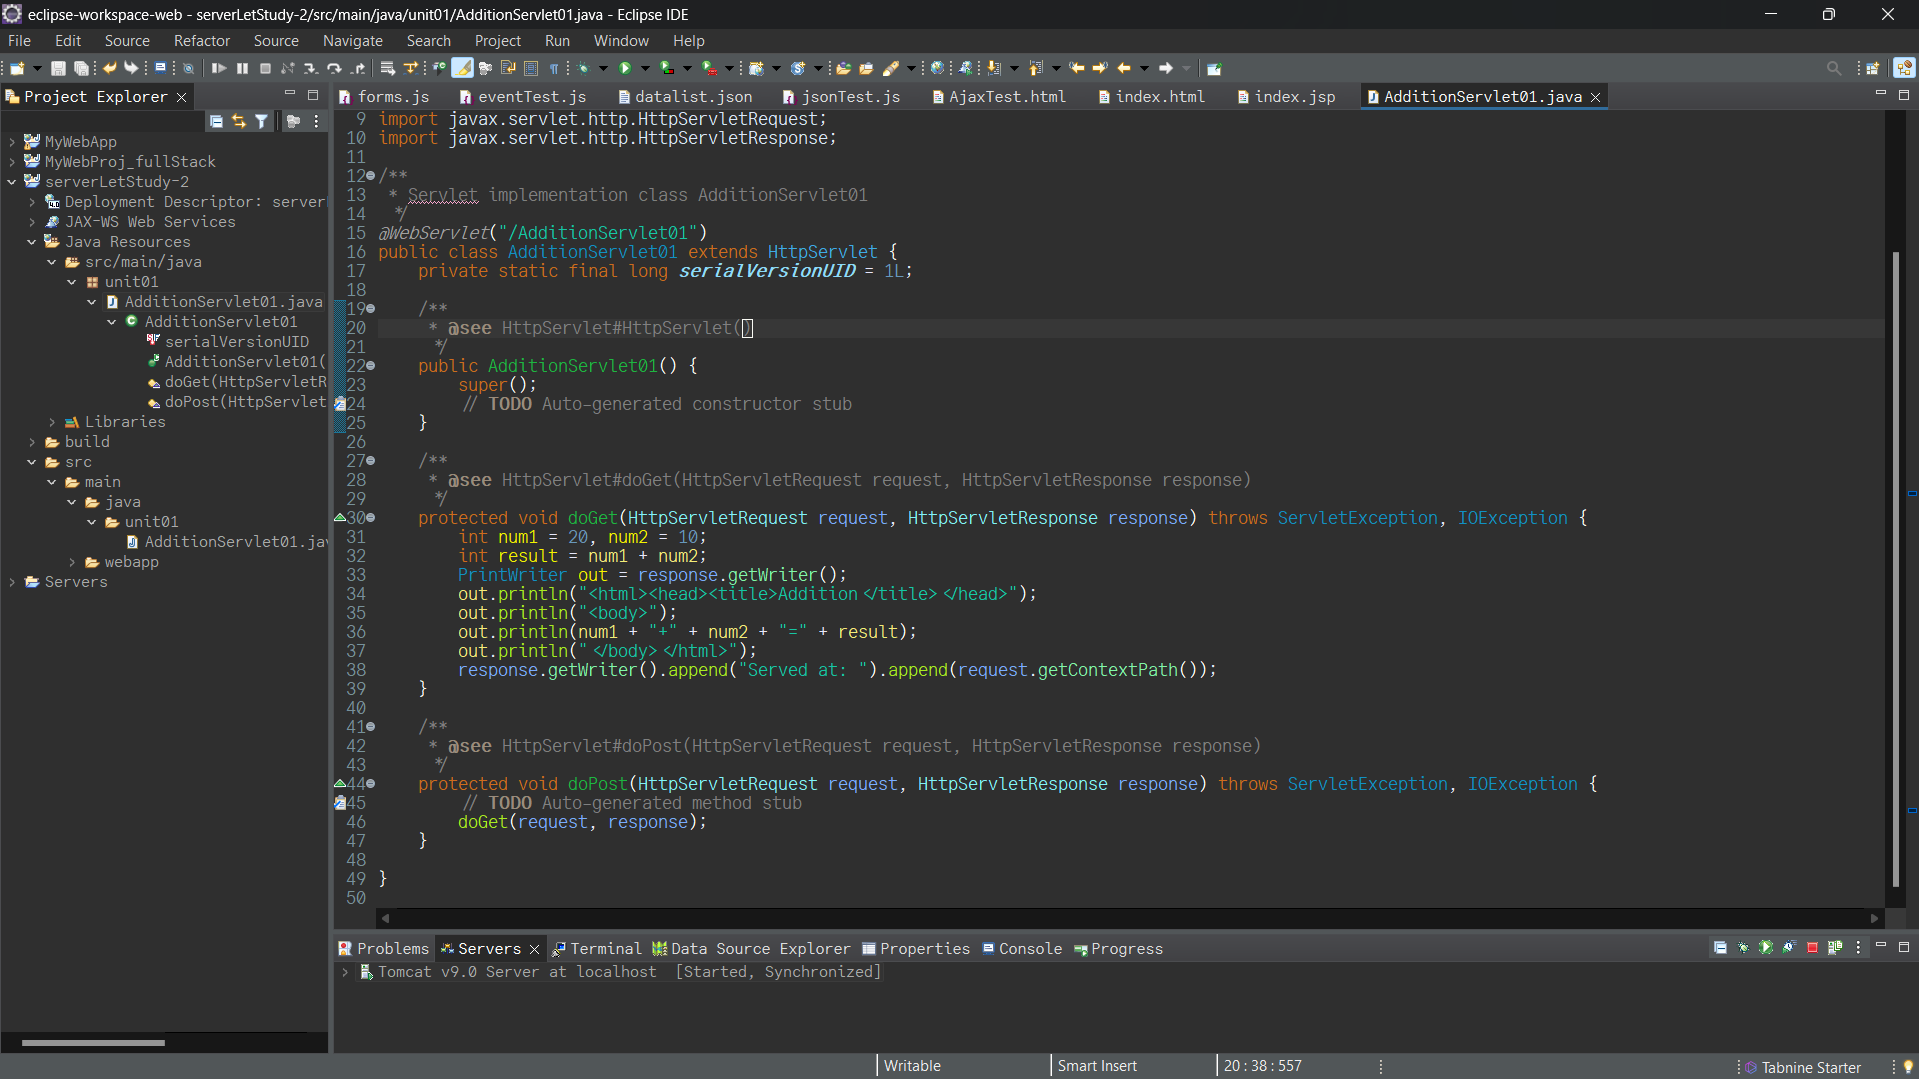 eclipse-workspace-web - serverLetStudy-2/src/main/java/unit01/AdditionServlet01.java - Eclipse IDE
File Edit Source Refactor Source Navigate Search Project Run Window Help
Project Explorer
MyWebApp
MyWebProj_fullStack
serverLetStudy-2
Deployment Descriptor: server
JAX-WS Web Services
Java Resources
src/main/java
unit01
AdditionServlet01.java
AdditionServlet01
serialVersionUID
AdditionServlet01(
doGet(HttpServletR
doPost(HttpServlet
Libraries
build
src
main
java
unit01
AdditionServlet01.ja
webapp
Servers
forms.js eventTest.js datalist.json jsonTest.js AjaxTest.html index.html index.jsp AdditionServlet01.java
9 import javax.servlet.http.HttpServletRequest;
10 import javax.servlet.http.HttpServletResponse;
11
12 /**
13 * Servlet implementation class AdditionServlet01
14 */
15 @WebServlet("/AdditionServlet01")
16 public class AdditionServlet01 extends HttpServlet {
17 private static final long serialVersionUID = 1L;
18
19 /**
20 * @see HttpServlet#HttpServlet()
21 */
22 public AdditionServlet01() {
23 super();
24 // TODO Auto-generated constructor stub
25 }
26
27 /**
28 * @see HttpServlet#doGet(HttpServletRequest request, HttpServletResponse response)
29 */
30 protected void doGet(HttpServletRequest request, HttpServletResponse response) throws ServletException, IOException {
31 int num1 = 20, num2 = 10;
32 int result = num1 + num2;
33 PrintWriter out = response.getWriter();
34 out.println("<html><head><title>Addition</title></head>");
35 out.println("<body>");
36 out.println(num1 + "+" + num2 + "=" + result);
37 out.println("</body></html>");
38 response.getWriter().append("Served at: ").append(request.getContextPath());
39 }
40
41 /**
42 * @see HttpServlet#doPost(HttpServletRequest request, HttpServletResponse response)
43 */
44 protected void doPost(HttpServletRequest request, HttpServletResponse response) throws ServletException, IOException {
45 // TODO Auto-generated method stub
46 doGet(request, response);
47 }
48
49 }
50
Problems Servers Terminal Data Source Explorer Properties Console Progress
Tomcat v9.0 Server at localhost [Started, Synchronized]
Writable Smart Insert 20 : 38 : 557 Tabnine Starter